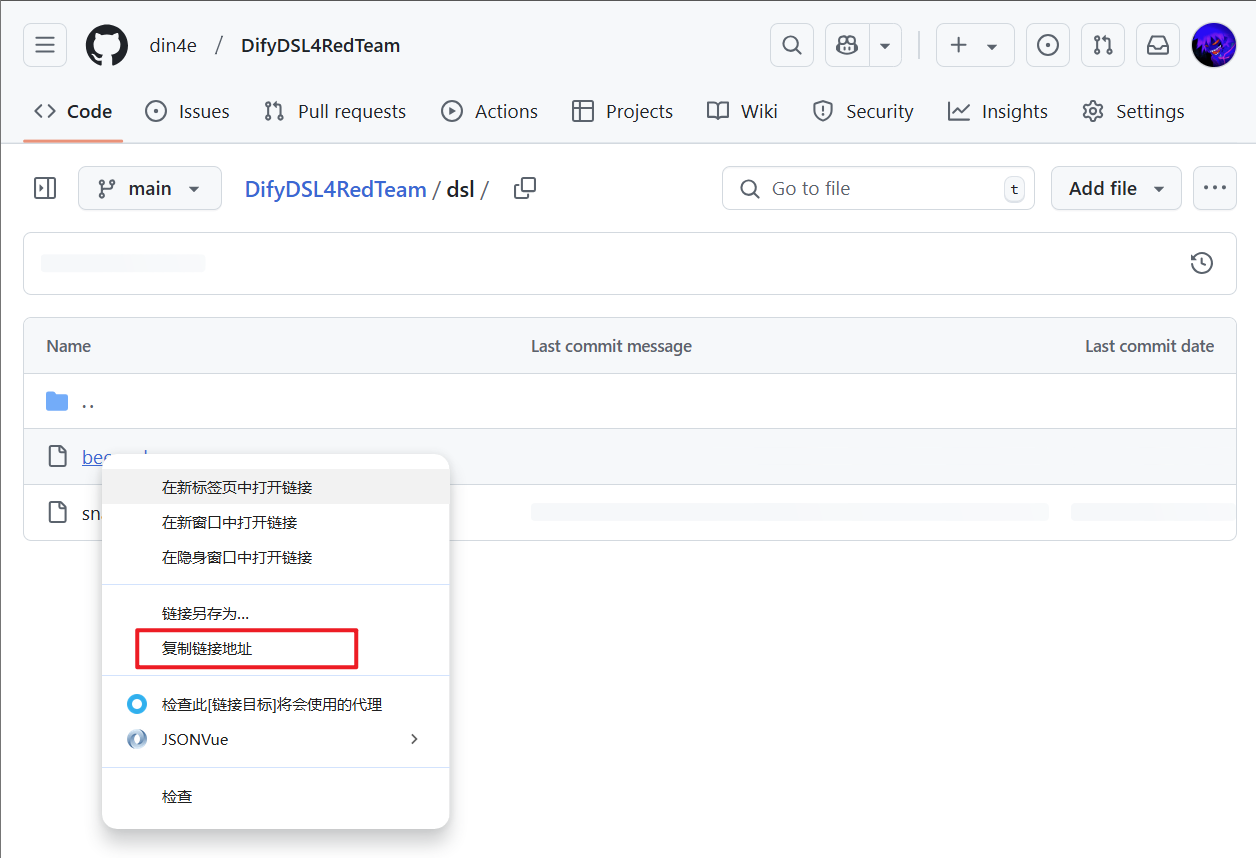 din4e / DifyDSL4RedTeam
Code Issues Pull requests Actions Projects Wiki Security Insights Settings
main DifyDSL4RedTeam / dsl / Go to file t Add file
Name Last commit message Last commit date
..
在新标签页中打开链接
在新窗口中打开链接
在隐身窗口中打开链接
链接另存为...
复制链接地址
检查此[链接目标]将会使用的代理
JSONVue
检查